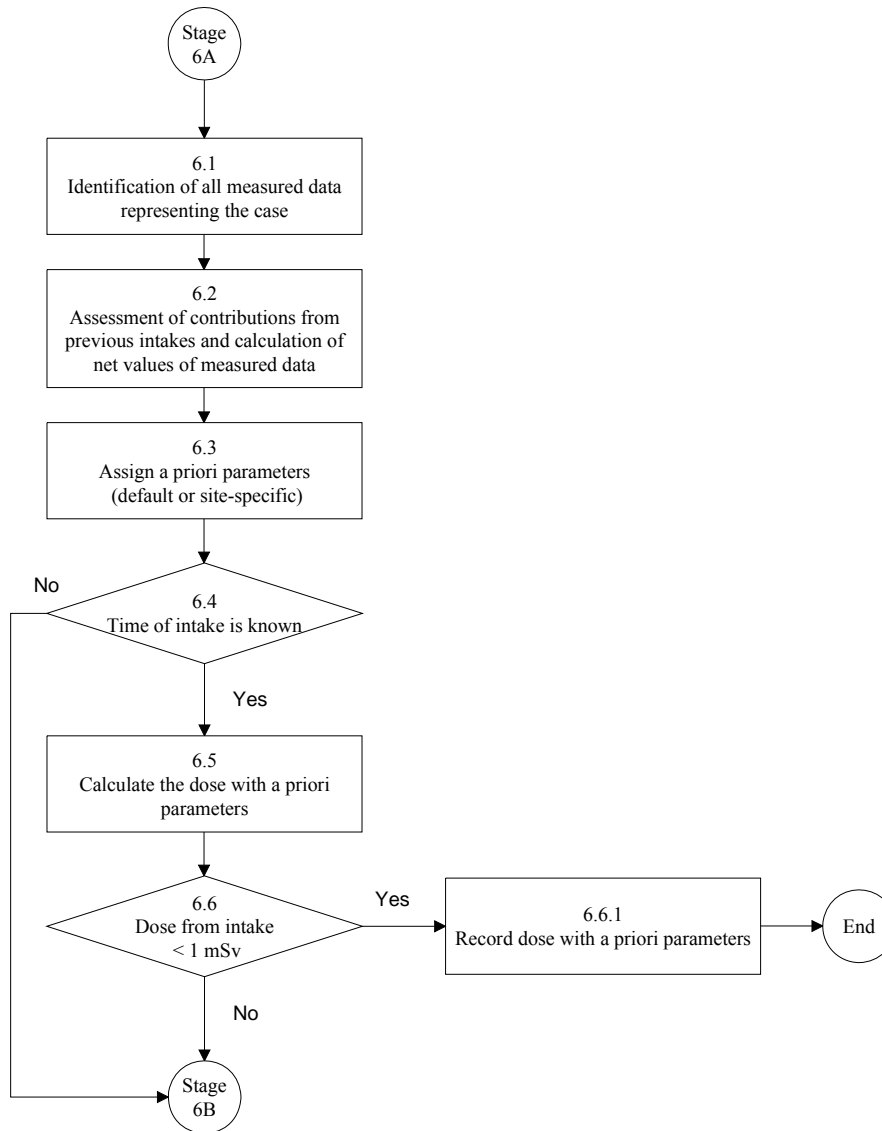 Stage
6A
6.1
Identification of all measured data
representing the case
6.2
Assessment of contributions from
previous intakes and calculation of
net values of measured data
6.3
Assign a priori parameters
(default or site-specific)
No
6.4
Time of intake is known
Yes
6.5
Calculate the dose with a priori
parameters
6.6
Dose from intake
< 1 mSv
Yes
6.6.1
Record dose with a priori parameters
End
No
Stage
6B